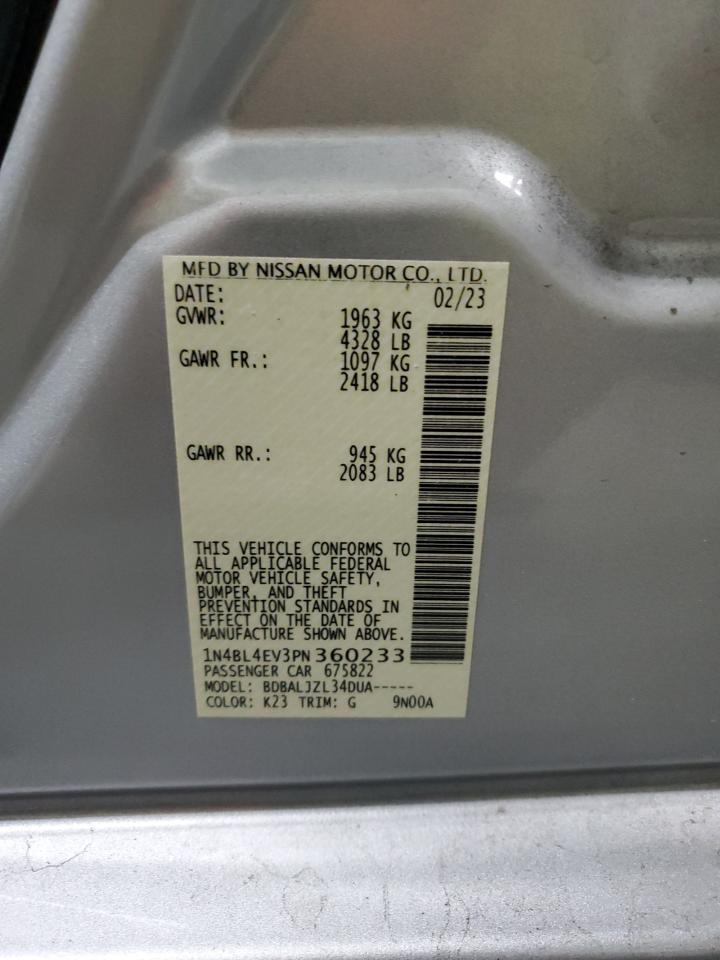 MFD BY NISSAN MOTOR CO., LTD.
DATE: 02/23
GVWR: 1963 KG
4328 LB
GAWR FR.: 1097 KG
2418 LB
GAWR RR.: 945 KG
2083 LB
THIS VEHICLE CONFORMS TO
ALL APPLICABLE FEDERAL
MOTOR VEHICLE SAFETY,
BUMPER, AND THEFT
PREVENTION STANDARDS IN
EFFECT ON THE DATE OF
MANUFACTURE SHOWN ABOVE.
1N4BL4EV3PN360233
PASSENGER CAR 675822
MODEL: BDBALJZL34DUA-----
COLOR: K23 TRIM: G 9N00A